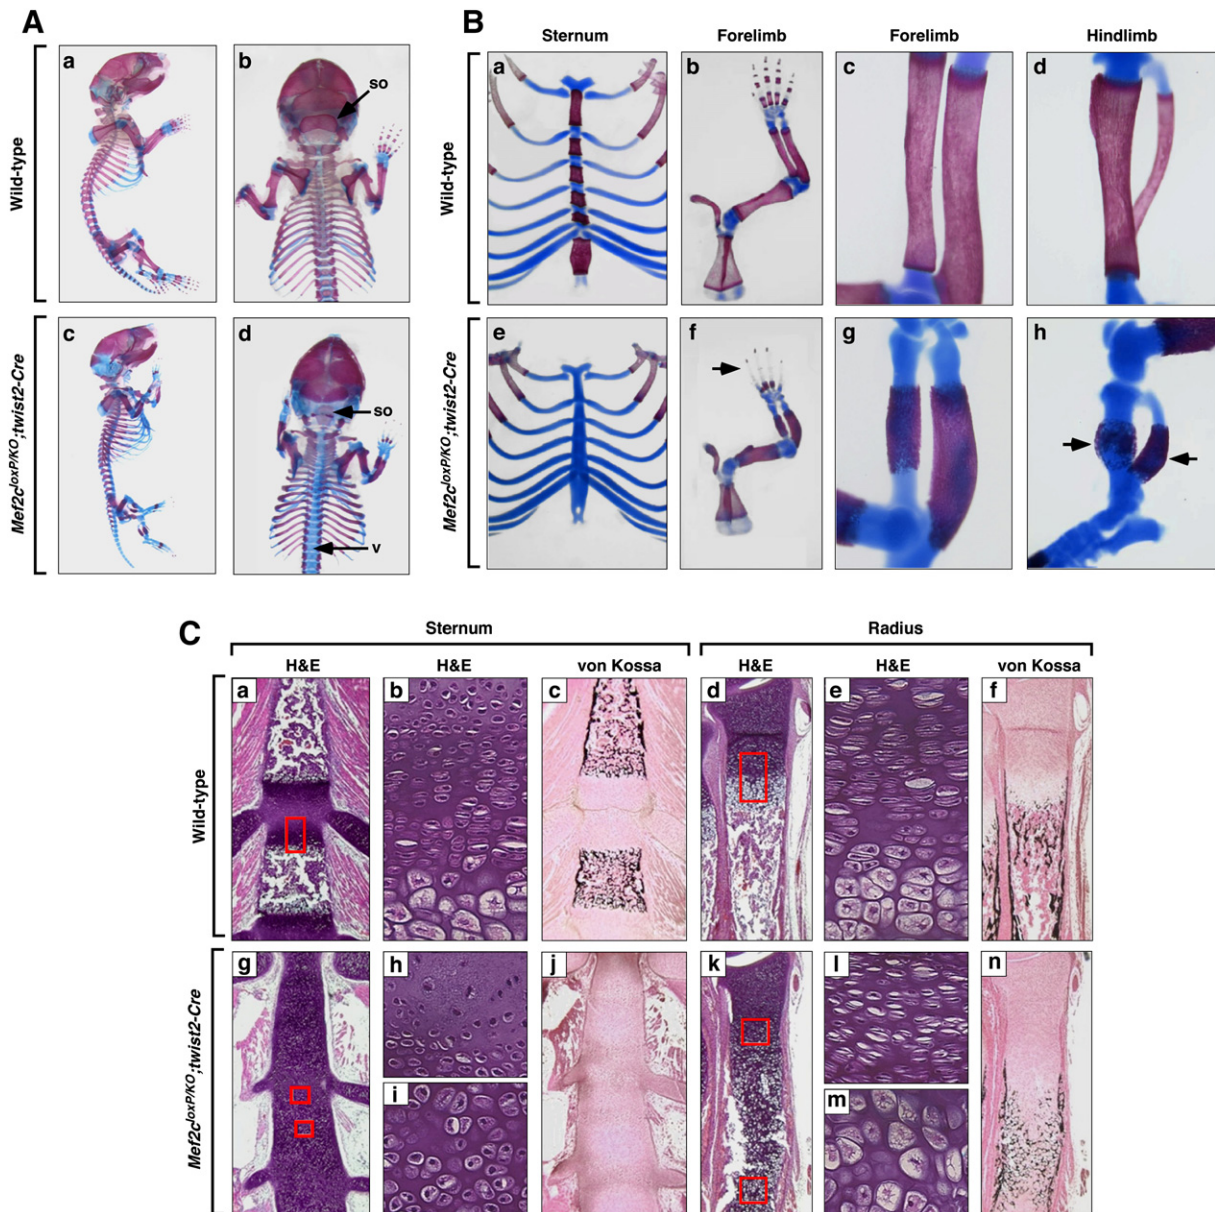 A
a
b
so
Wild-type
c
d
so
v
Mef2c^loxP/KO;twist2-Cre
B
Sternum Forelimb Forelimb Hindlimb
a b c d
Wild-type
e f g h
Mef2c^loxP/KO;twist2-Cre
C
Sternum Radius
H&E H&E von Kossa H&E H&E von Kossa
a b c d e f
Wild-type
g h j k l n
i m
Mef2c^loxP/KO;twist2-Cre